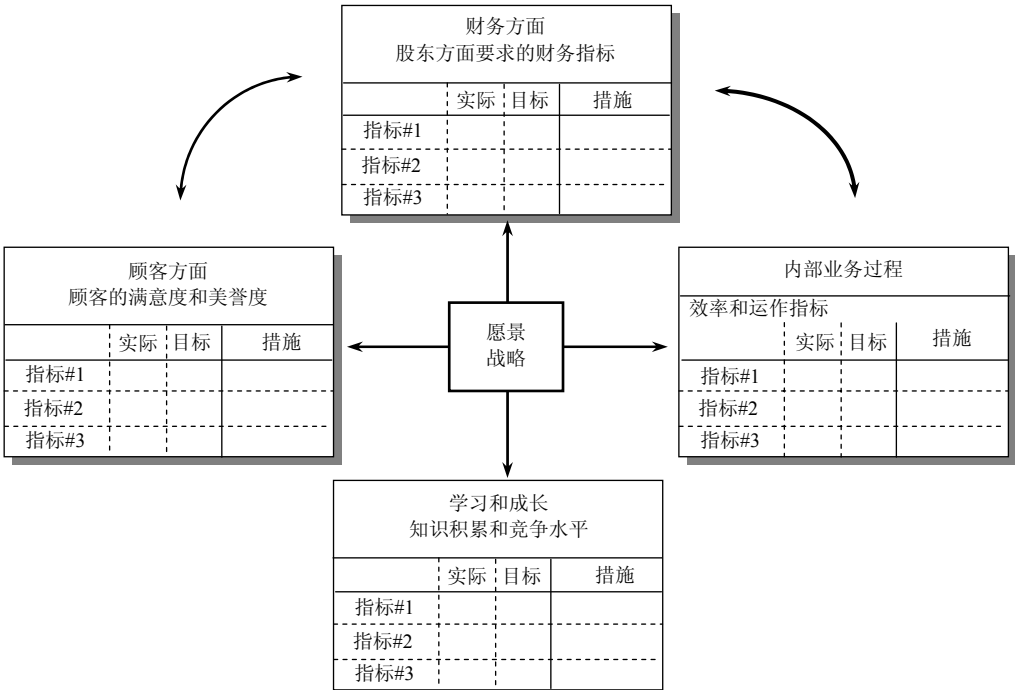 财务方面
股东方面要求的财务指标
实际 目标 措施
指标#1
指标#2
指标#3
顾客方面
顾客的满意度和美誉度
实际 目标 措施
指标#1
指标#2
指标#3
愿景
战略
内部业务过程
效率和运作指标
实际 目标 措施
指标#1
指标#2
指标#3
学习和成长
知识积累和竞争水平
实际 目标 措施
指标#1
指标#2
指标#3